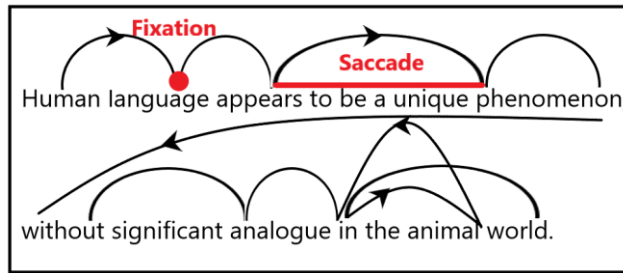 Fixation
Saccade
Human language appears to be a unique phenomenon
without significant analogue in the animal world.